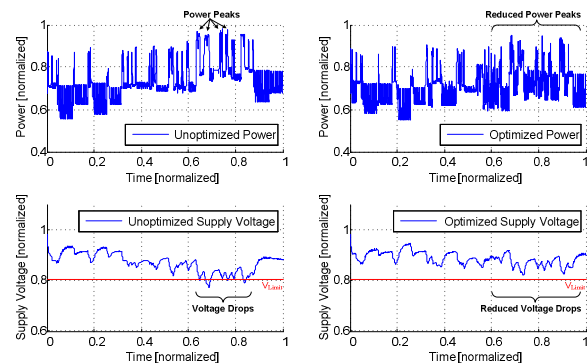 Power Peaks
Power [normalized]
1
0.8
0.6
0.4
Unoptimized Power
0 0.2 0.4 0.6 0.8 1
Time [normalized]
Reduced Power Peaks
Power [normalized]
1
0.8
0.6
0.4
Optimized Power
0 0.2 0.4 0.6 0.8 1
Time [normalized]
Supply Voltage [normalized]
1
0.8
0.6
Unoptimized Supply Voltage
VLimit
Voltage Drops
0 0.2 0.4 0.6 0.8 1
Time [normalized]
Supply Voltage [normalized]
1
0.8
0.6
Optimized Supply Voltage
VLimit
Reduced Voltage Drops
0 0.2 0.4 0.6 0.8 1
Time [normalized]